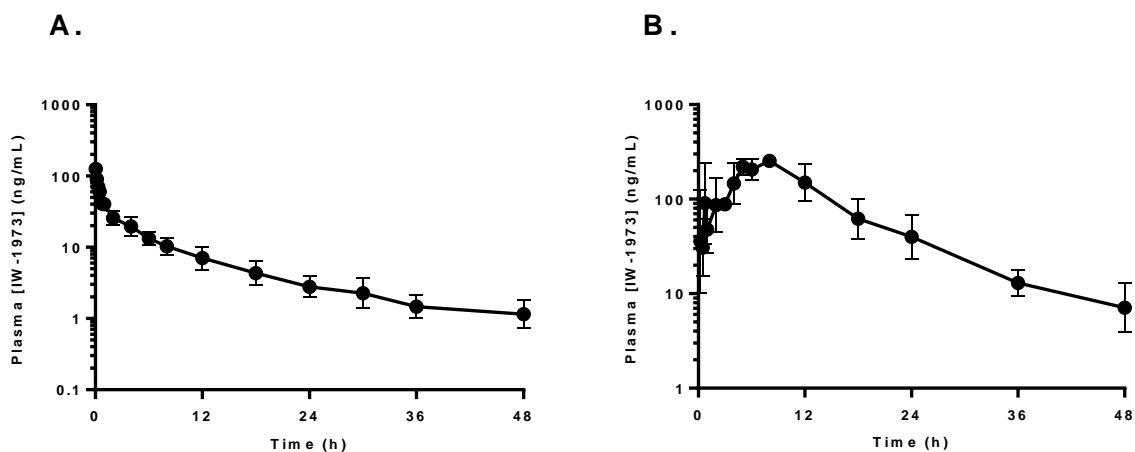 A.
B.
Plasma [IW-1973] (ng/mL)
1000
100
10
1
0.1
0 12 24 36 48
Time (h)
Plasma [IW-1973] (ng/mL)
1000
100
10
1
0 12 24 36 48
Time (h)